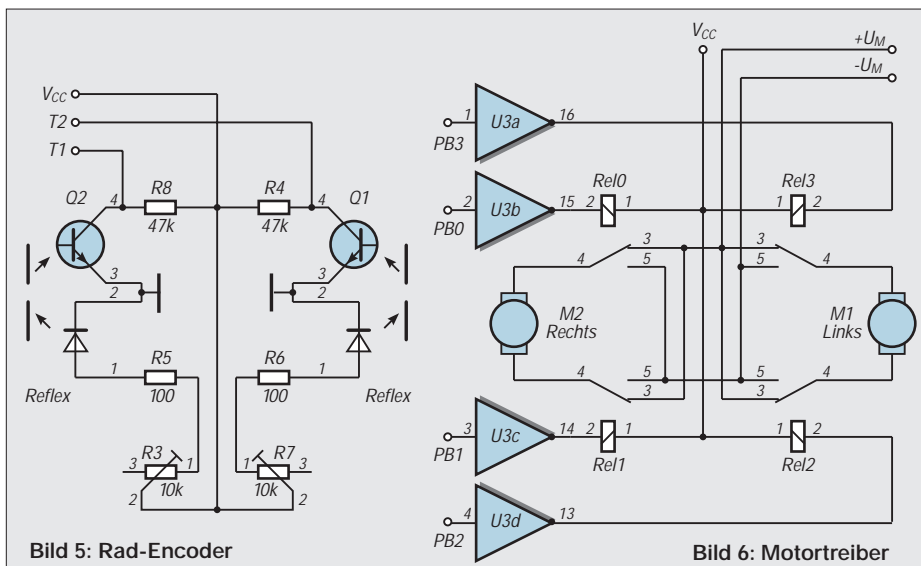 V_CC
T2
T1
Q2
4
R8
47k
R4
47k
4
Q1
3
2
3
2
1
R5
100
R6
100
1
Reflex
Reflex
3
R3
1
10k
2
1
R7
3
10k
2
Bild 5: Rad-Encoder
V_CC
+U_M
-U_M
1
U3a
16
PB3
2
U3b
15
PB0
2
Rel0
1
1
Rel3
2
3
3
4
5
5
4
M2
Rechts
M1
Links
4
5
3
5
3
4
3
U3c
14
PB1
2
Rel1
1
1
Rel2
2
4
U3d
13
PB2
Bild 6: Motortreiber